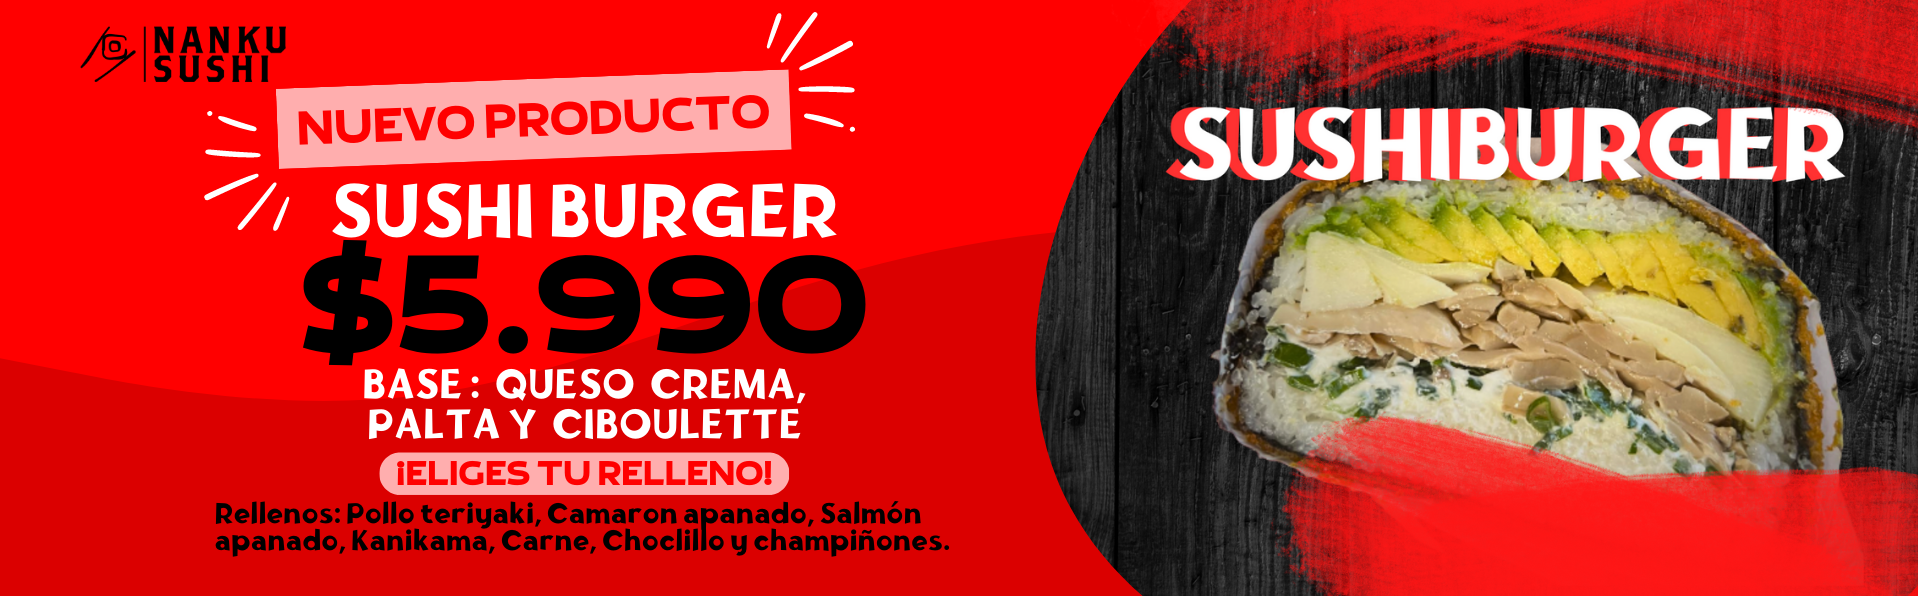 NANKU
SUSHI
NUEVO PRODUCTO
SUSHI BURGER
$5.990
BASE: QUESO CREMA,
PALTA Y CIBOULETTE
¡ELIGES TU RELLENO!
Rellenos: Pollo teriyaki, Camaron apanado, Salmón
apanado, Kanikama, Carne, Choclillo y champiñones.
SUSHIBURGER